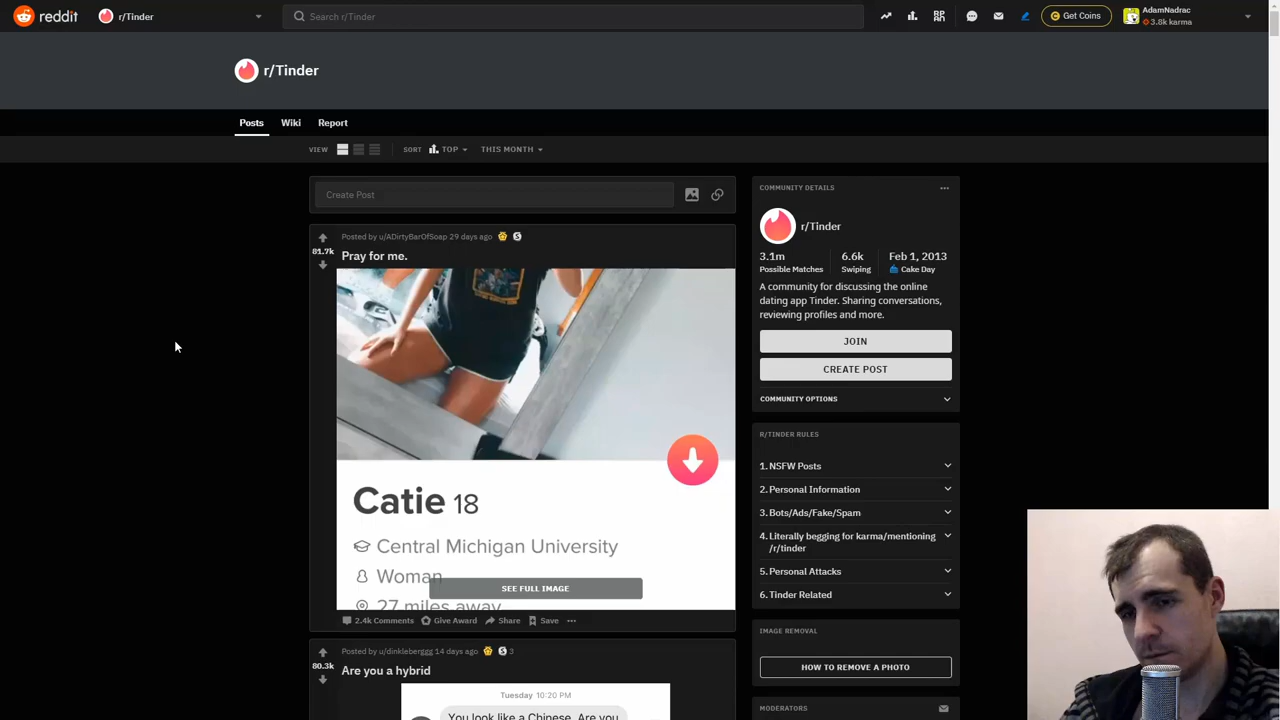 reddit
r/Tinder
Search r/Tinder
Get Coins
AdamNadrac
3.8k karma
r/Tinder
Posts
Wiki
Report
VIEW
SORT
TOP
THIS MONTH
Create Post
Posted by u/ADirtyBarOfSoap 29 days ago
81.7k
Pray for me.
Catie 18
Central Michigan University
Woman
27 miles away
SEE FULL IMAGE
2.4k Comments
Give Award
Share
Save
Posted by u/dinkleberggg 14 days ago
3
80.3k
Are you a hybrid
Tuesday 10:20 PM
You look like a Chinese. Are you
COMMUNITY DETAILS
r/Tinder
3.1m
6.6k
Feb 1, 2013
Possible Matches
Swiping
Cake Day
A community for discussing the online
dating app Tinder. Sharing conversations,
reviewing profiles and more.
JOIN
CREATE POST
COMMUNITY OPTIONS
R/TINDER RULES
1. NSFW Posts
2. Personal Information
3. Bots/Ads/Fake/Spam
4. Literally begging for karma/mentioning
/r/tinder
5. Personal Attacks
6. Tinder Related
IMAGE REMOVAL
HOW TO REMOVE A PHOTO
MODERATORS